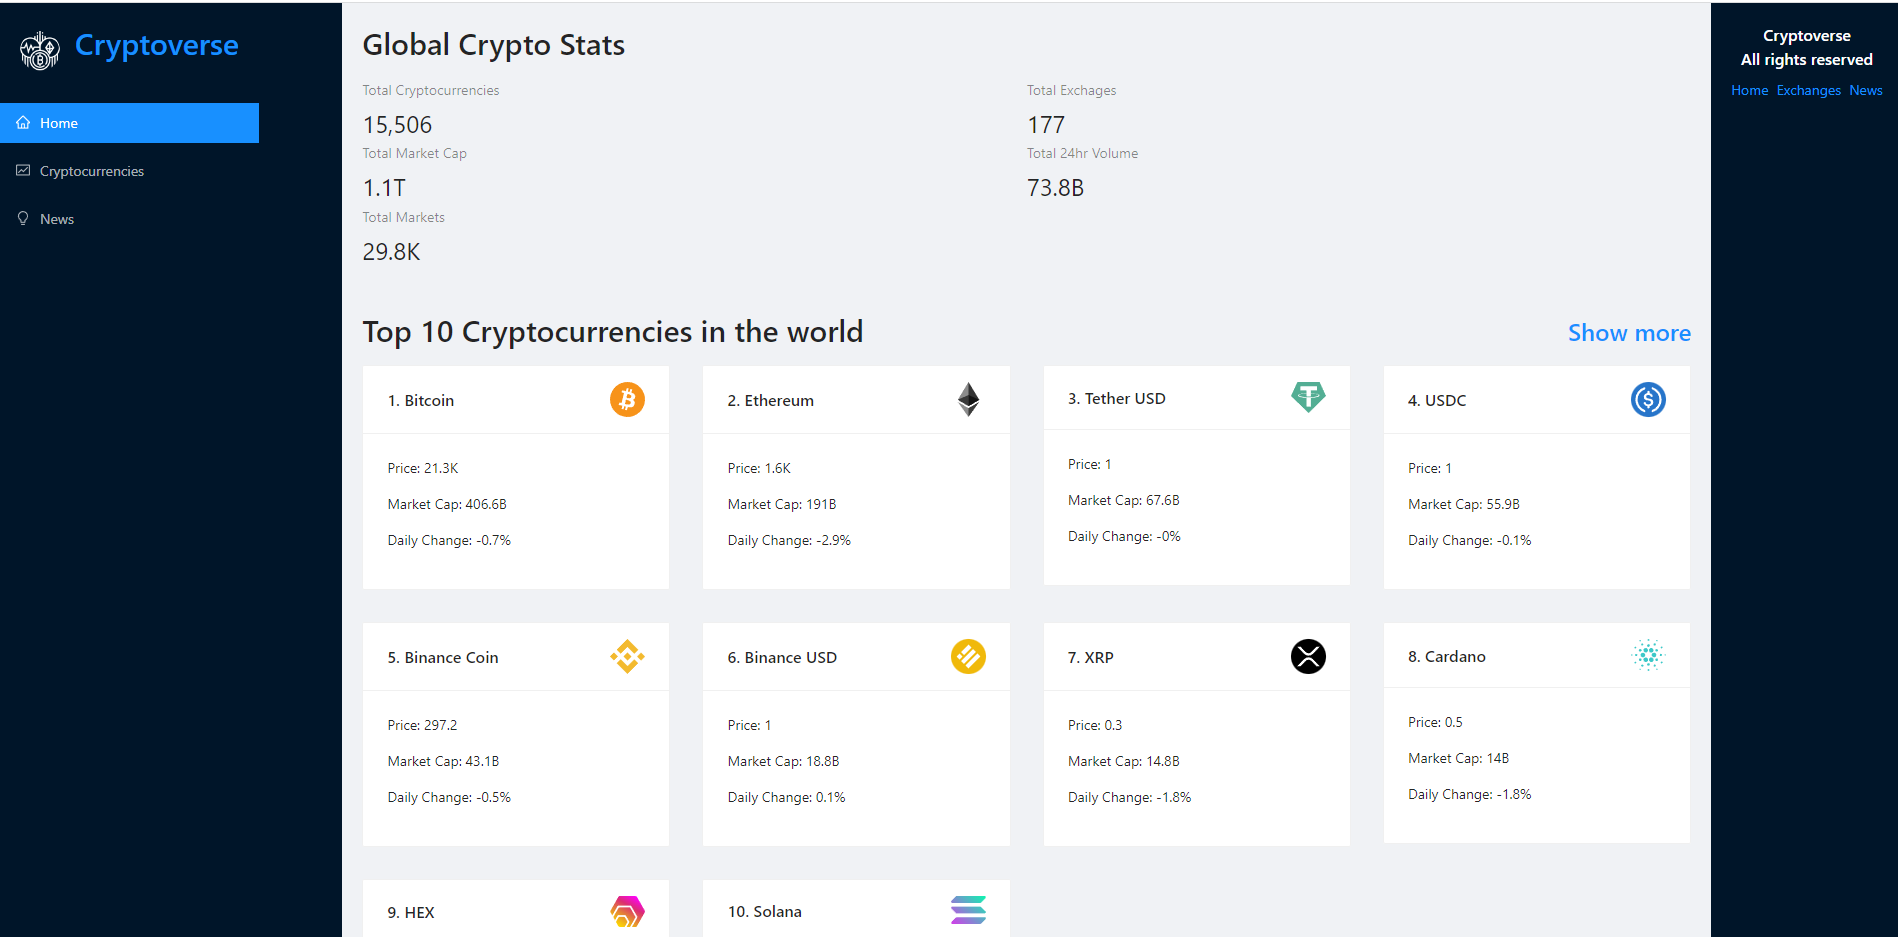 Cryptoverse
Home
Cryptocurrencies
News
Global Crypto Stats
Total Cryptocurrencies
15,506
Total Exchages
177
Total Market Cap
1.1T
Total 24hr Volume
73.8B
Total Markets
29.8K
Top 10 Cryptocurrencies in the world
Show more
1. Bitcoin
Price: 21.3K
Market Cap: 406.6B
Daily Change: -0.7%
2. Ethereum
Price: 1.6K
Market Cap: 191B
Daily Change: -2.9%
3. Tether USD
Price: 1
Market Cap: 67.6B
Daily Change: -0%
4. USDC
Price: 1
Market Cap: 55.9B
Daily Change: -0.1%
5. Binance Coin
Price: 297.2
Market Cap: 43.1B
Daily Change: -0.5%
6. Binance USD
Price: 1
Market Cap: 18.8B
Daily Change: 0.1%
7. XRP
Price: 0.3
Market Cap: 14.8B
Daily Change: -1.8%
8. Cardano
Price: 0.5
Market Cap: 14B
Daily Change: -1.8%
9. HEX
10. Solana
Cryptoverse
All rights reserved
Home Exchanges News